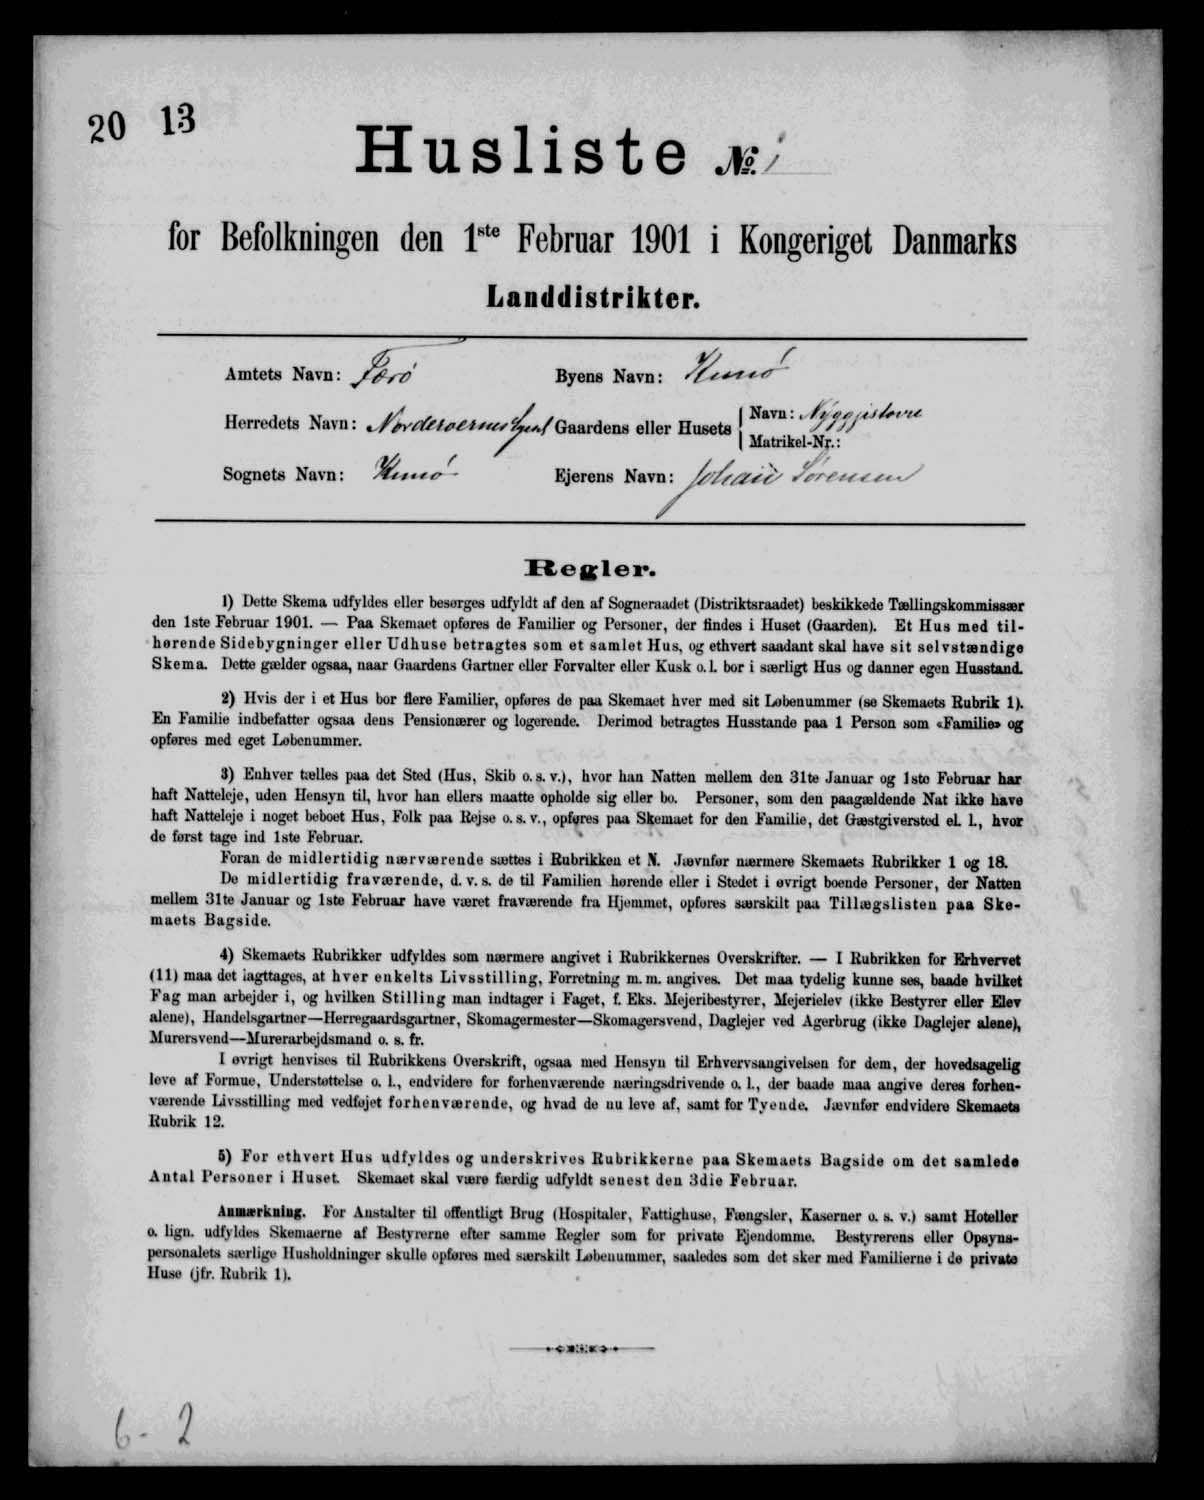 20 13
Husliste No. 1
for Befolkningen den 1ste Februar 1901 i Kongeriget Danmarks
Landdistrikter.
Amtets Navn: Færö Byens Navn: Kunö
Herredets Navn: Norderoernes Syssel Gaardens eller Husets Navn: Nýggjistovu
Matrikel-Nr.:
Sognets Navn: Kunö Ejerens Navn: Johan Sørensen
Regler.
1) Dette Skema udfyldes eller besørges udfyldt af den af Sogneraadet (Distriktsraadet) beskikkede Tællingskommissær
den 1ste Februar 1901. — Paa Skemaet opføres de Familier og Personer, der findes i Huset (Gaarden). Et Hus med til-
hørende Sidebygninger eller Udhuse betragtes som et samlet Hus, og ethvert saadant skal have sit selvstændige
Skema. Dette gælder ogsaa, naar Gaardens Gartner eller Forvalter eller Kusk o. l. bor i særligt Hus og danner egen Husstand.
2) Hvis der i et Hus bor flere Familier, opføres de paa Skemaet hver med sit Løbenummer (se Skemaets Rubrik 1).
En Familie indbefatter ogsaa dens Pensionærer og logerende. Derimod betragtes Husstande paa 1 Person som «Familie» og
opføres med eget Løbenummer.
3) Enhver tælles paa det Sted (Hus, Skib o. s. v.), hvor han Natten mellem den 31te Januar og 1ste Februar har
haft Natteleje, uden Hensyn til, hvor han ellers maatte opholde sig eller bo. Personer, som den paagældende Nat ikke have
haft Natteleje i noget beboet Hus, Folk paa Rejse o. s. v., opføres paa Skemaet for den Familie, det Gæstgiversted el. l., hvor
de først tage ind 1ste Februar.
Foran de midlertidig nærværende sættes i Rubrikken et N. Jævnfør nærmere Skemaets Rubrikker 1 og 18.
De midlertidig fraværende, d. v. s. de til Familien hørende eller i Stedet i øvrigt boende Personer, der Natten
mellem 31te Januar og 1ste Februar have været fraværende fra Hjemmet, opføres særskilt paa Tillægslisten paa Ske-
maets Bagside.
4) Skemaets Rubrikker udfyldes som nærmere angivet i Rubrikkernes Overskrifter. — I Rubrikken for Erhvervet
(11) maa det iagttages, at hver enkelts Livsstilling, Forretning m. m. angives. Det maa tydelig kunne ses, baade hvilket
Fag man arbejder i, og hvilken Stilling man indtager i Faget, f. Eks. Mejeribestyrer, Mejerielev (ikke Bestyrer eller Elev
alene), Handelsgartner—Herregaardsgartner, Skomagermester—Skomagersvend, Daglejer ved Agerbrug (ikke Daglejer alene),
Murersvend—Murerarbejdsmand o. s. fr.
I øvrigt henvises til Rubrikkens Overskrift, ogsaa med Hensyn til Erhvervsangivelsen for dem, der hovedsagelig
leve af Formue, Understøttelse o. l., endvidere for forhenværende næringsdrivende o. l., der baade maa angive deres forhen-
værende Livsstilling med vedføjet forhenværende, og hvad de nu leve af, samt for Tyende. Jævnfør endvidere Skemaets
Rubrik 12.
5) For ethvert Hus udfyldes og underskrives Rubrikkerne paa Skemaets Bagside om det samlede
Antal Personer i Huset. Skemaet skal være færdig udfyldt senest den 3die Februar.
Anmærkning. For Anstalter til offentligt Brug (Hospitaler, Fattighuse, Fængsler, Kaserner o. s. v.) samt Hoteller
o. lign. udfyldes Skemaerne af Bestyrerne efter samme Regler som for private Ejendomme. Bestyrerens eller Opsyns-
personalets særlige Husholdninger skulle opføres med særskilt Løbenummer, saaledes som det sker med Familierne i de private
Huse (jfr. Rubrik 1).
6 - 2